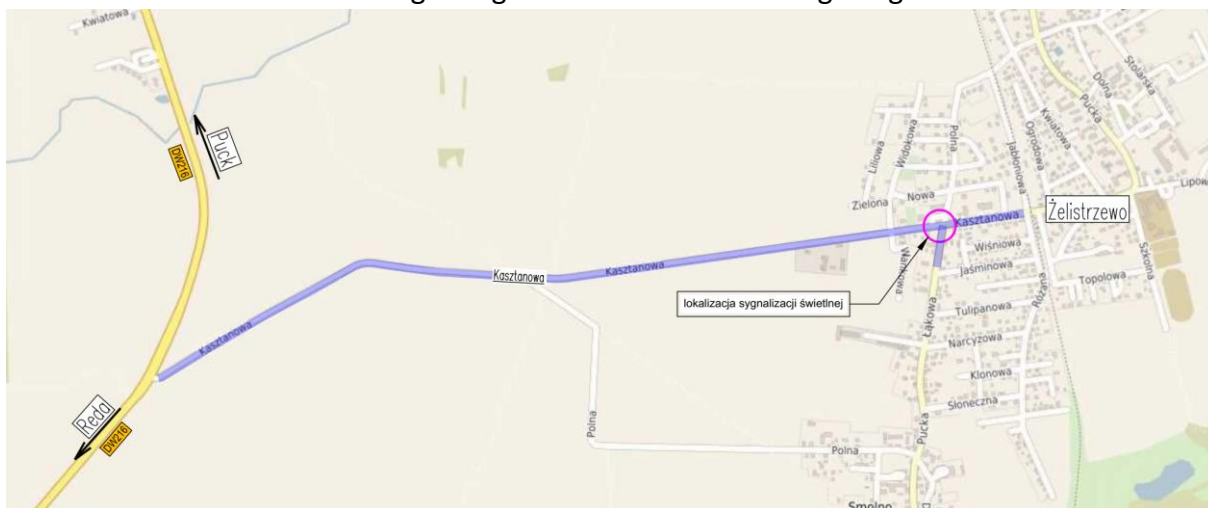 Kwiatowa
Puck
DW216
Kasztanowa
Kasztanowa
Kasztanowa
Reda
DW216
Polna
Polna
Smolno
Pucka
Łąkowa
lokalizacja sygnalizacji świetlnej
Liliowa
Widokowa
Polna
Zielona
Nowa
Kasztanowa
Żelistrzewo
Jabłoniowa
Ogrodowa
Kwiatowa
Pucka
Dolna
Stolarska
Lipowa
Szkolna
Wiśniowa
Jaśminowa
Różana
Topolowa
Tulipanowa
Narcyzowa
Klonowa
Słoneczna